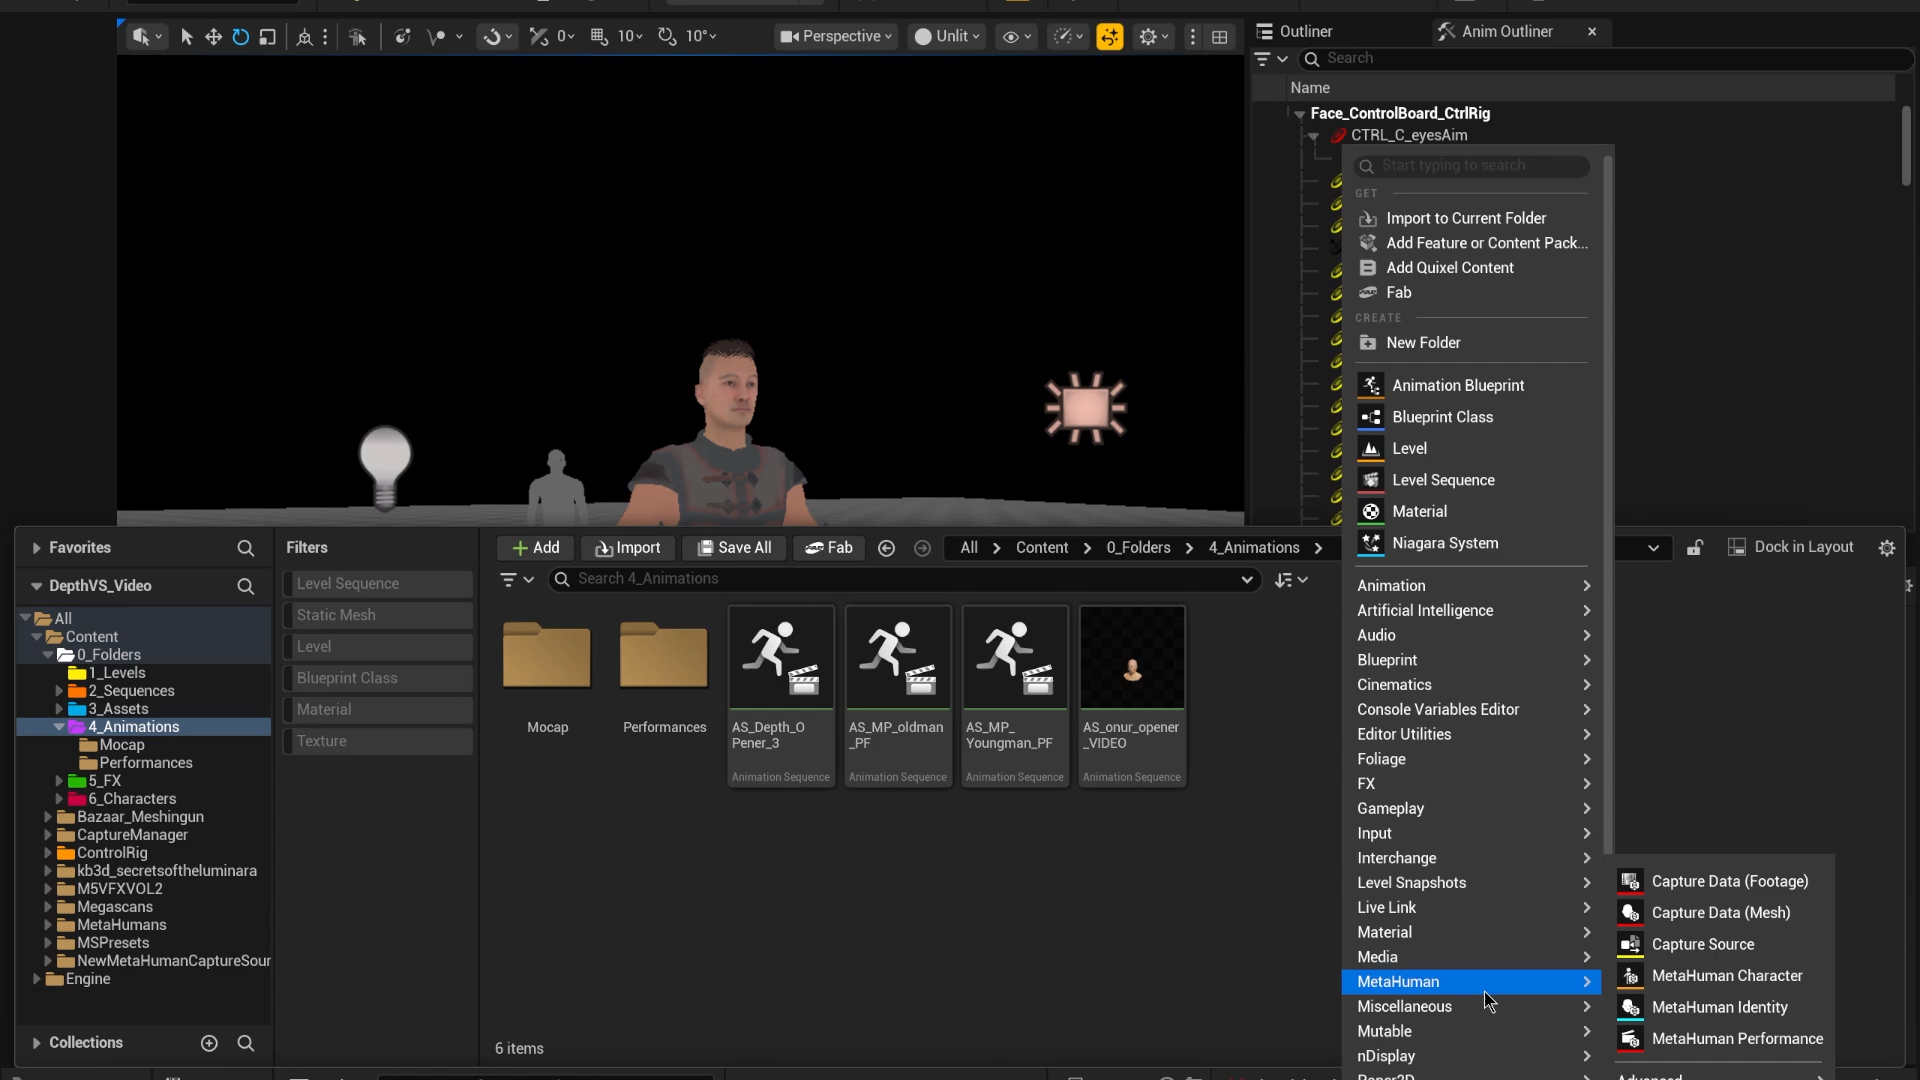 0
10
10°
Perspective
Unlit
Outliner
Anim Outliner
Search
Name
Face_ControlBoard_CtrlRig
CTRL_C_eyesAim
Start typing to search
GET
Import to Current Folder
Add Feature or Content Pack...
Add Quixel Content
Fab
CREATE
New Folder
Animation Blueprint
Blueprint Class
Level
Level Sequence
Material
Niagara System
Animation
Artificial Intelligence
Audio
Blueprint
Cinematics
Console Variables Editor
Editor Utilities
Foliage
FX
Gameplay
Input
Interchange
Level Snapshots
Live Link
Material
Media
MetaHuman
Miscellaneous
Mutable
nDisplay
Paper2D
Capture Data (Footage)
Capture Data (Mesh)
Capture Source
MetaHuman Character
MetaHuman Identity
MetaHuman Performance
Advanced
Favorites
DepthVS_Video
All
Content
0_Folders
1_Levels
2_Sequences
3_Assets
4_Animations
Mocap
Performances
5_FX
6_Characters
Bazaar_Meshingun
CaptureManager
ControlRig
kb3d_secretsoftheluminara
M5VFXVOL2
Megascans
MetaHumans
MSPresets
NewMetaHumanCaptureSour
Engine
Collections
Filters
Level Sequence
Static Mesh
Level
Blueprint Class
Material
Texture
Add
Import
Save All
Fab
All
Content
0_Folders
4_Animations
Dock in Layout
Search 4_Animations
Mocap
Performances
AS_Depth_O
Pener_3
Animation Sequence
AS_MP_oldman
_PF
Animation Sequence
AS_MP_
Youngman_PF
Animation Sequence
AS_onur_opener
_VIDEO
Animation Sequence
6 items